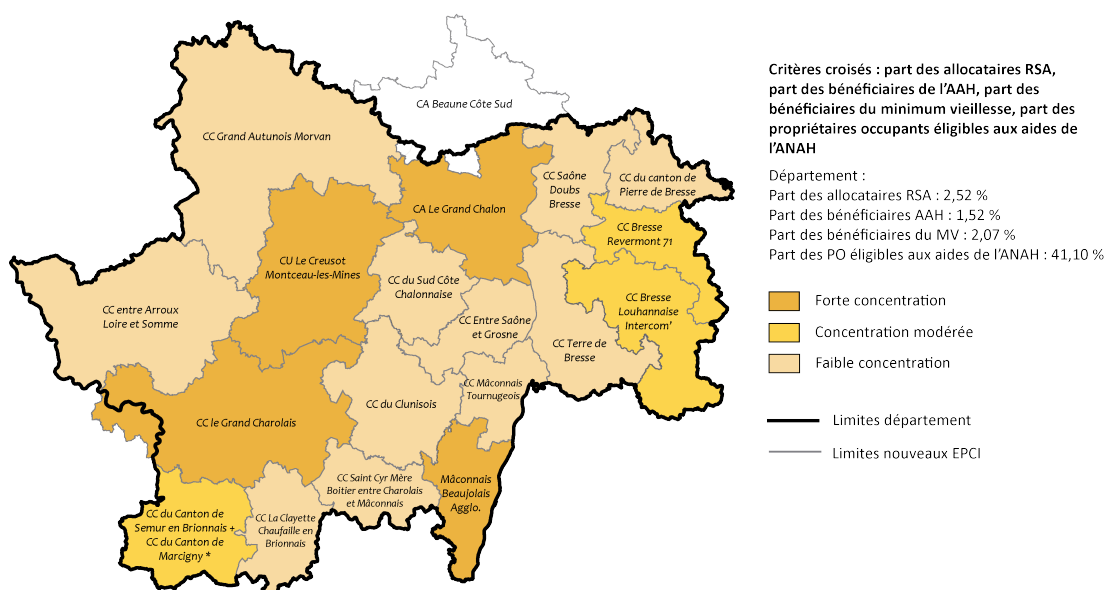 CA Beaune Côte Sud
CC Grand Autunois Morvan
CC Saône
Doubs
Bresse
CC du canton de
Pierre de Bresse
CA Le Grand Chalon
CC Bresse
Revermont 71
CU Le Creusot
Montceau-les-Mines
CC du Sud Côte
Chalonnaise
CC entre Arroux
Loire et Somme
CC Bresse
Louhannaise
Intercom'
CC Entre Saône
et Grosne
CC Terre de
Bresse
CC Mâconnais
Tournugeois
CC du Clunisois
CC le Grand Charolais
CC Saint Cyr Mère
Boitier entre Charolais
et Mâconnais
Mâconnais
Beaujolais
Agglo.
CC du Canton de
Semur en Brionnais +
CC du Canton de
Marcigny *
CC La Clayette
Chaufaille en
Brionnais
Critères croisés : part des allocataires RSA,
part des bénéficiaires de l'AAH, part des
bénéficiaires du minimum vieillesse, part des
propriétaires occupants éligibles aux aides de
l'ANAH
Département :
Part des allocataires RSA : 2,52 %
Part des bénéficiaires AAH : 1,52 %
Part des bénéficiaires du MV : 2,07 %
Part des PO éligibles aux aides de l'ANAH : 41,10 %
Forte concentration
Concentration modérée
Faible concentration
Limites département
Limites nouveaux EPCI